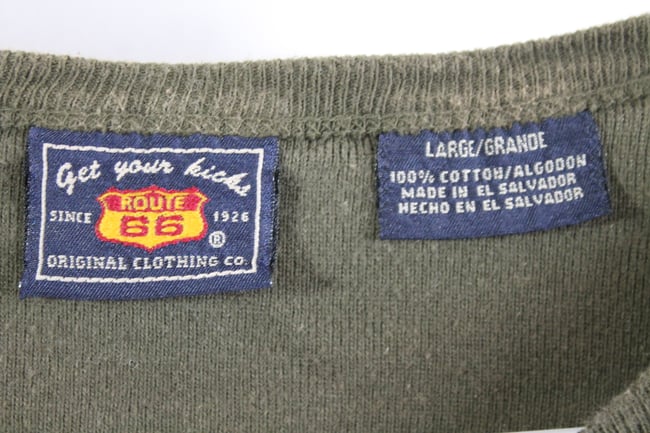 Get your kicks
ROUTE
SINCE 66 1926
®
ORIGINAL CLOTHING CO.
LARGE/GRANDE
100% COTTON/ALGODON
MADE IN EL SALVADOR
HECHO EN EL SALVADOR